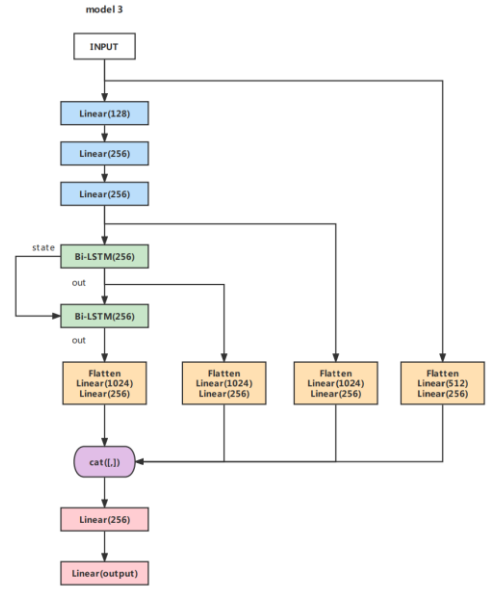 model 3
INPUT
Linear(128)
Linear(256)
Linear(256)
state
Bi-LSTM(256)
out
Bi-LSTM(256)
out
Flatten
Linear(1024)
Linear(256)
Flatten
Linear(1024)
Linear(256)
Flatten
Linear(1024)
Linear(256)
Flatten
Linear(512)
Linear(256)
cat([,])
Linear(256)
Linear(output)